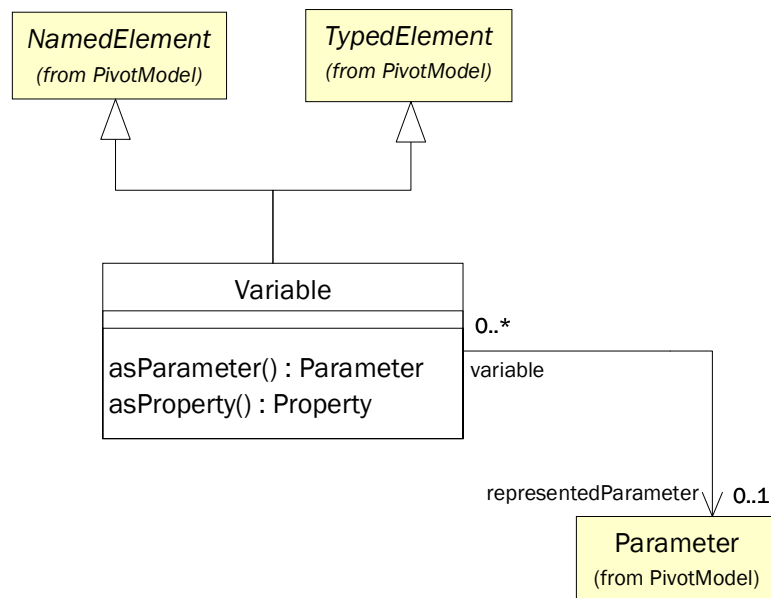 NamedElement
(from PivotModel)
TypedElement
(from PivotModel)
Variable
asParameter() : Parameter
asProperty() : Property
0..*
variable
representedParameter
0..1
Parameter
(from PivotModel)